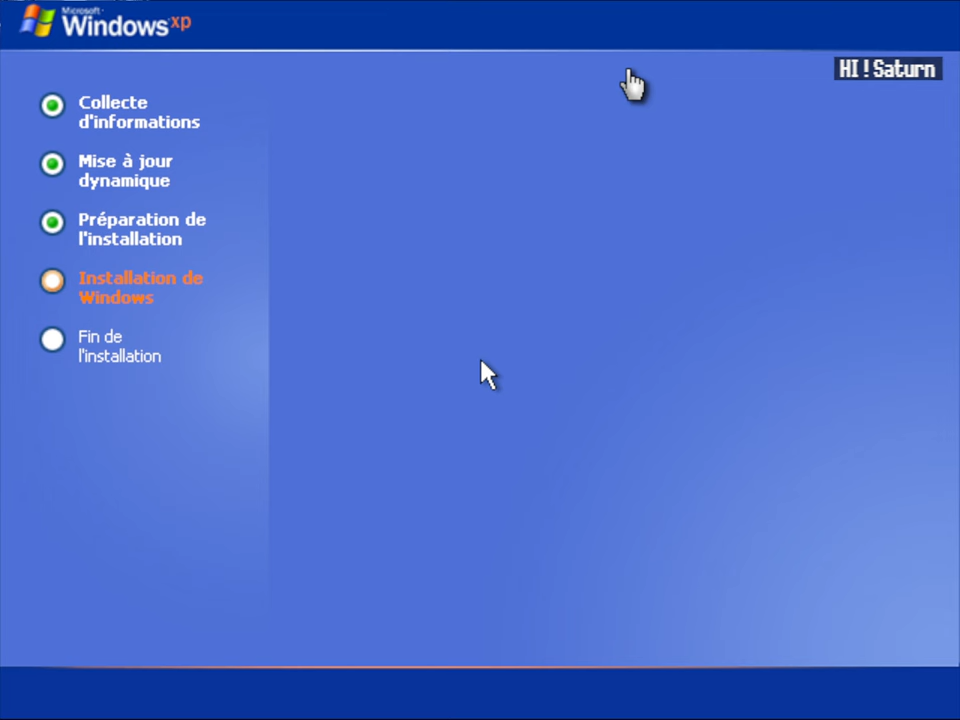 Microsoft
Windows xp
HI ! Saturn
Collecte
d'informations
Mise à jour
dynamique
Préparation de
l'installation
Installation de
Windows
Fin de
l'installation